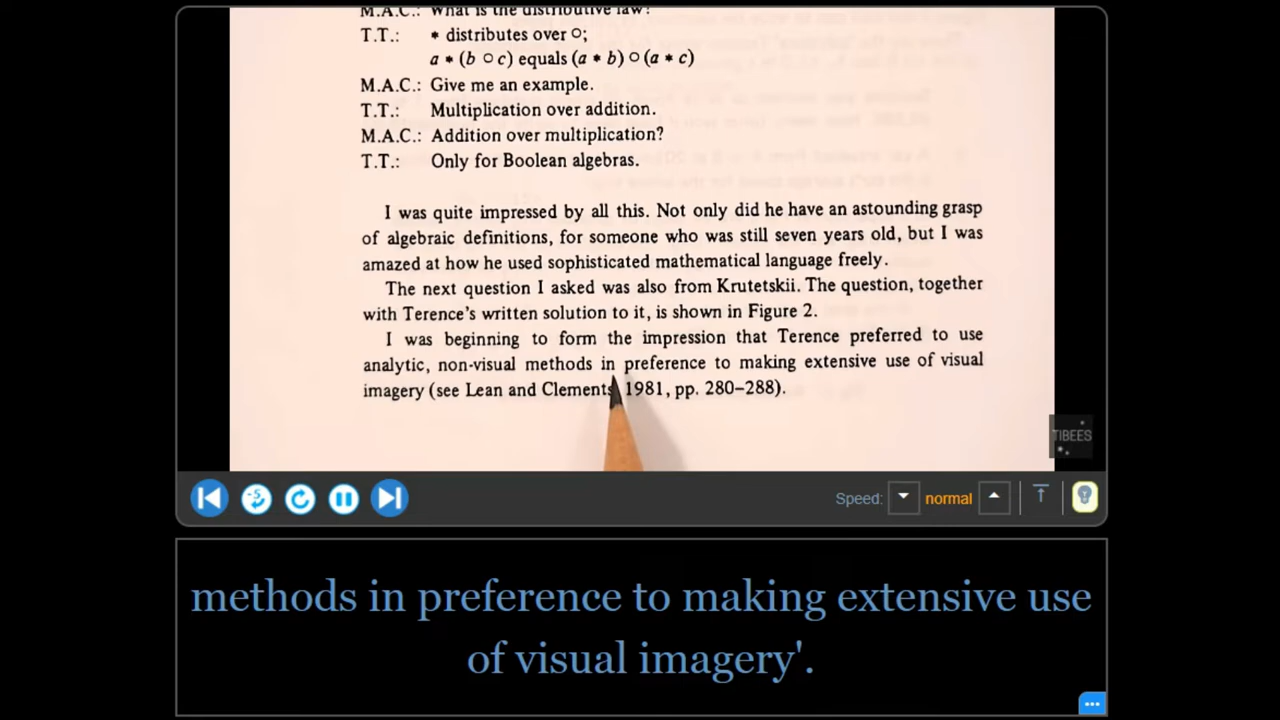 M.A.C.: What is the distributive law?
T.T.: * distributes over ○;
a * (b ○ c) equals (a * b) ○ (a * c)
M.A.C.: Give me an example.
T.T.: Multiplication over addition.
M.A.C.: Addition over multiplication?
T.T.: Only for Boolean algebras.
I was quite impressed by all this. Not only did he have an astounding grasp
of algebraic definitions, for someone who was still seven years old, but I was
amazed at how he used sophisticated mathematical language freely.
The next question I asked was also from Krutetskii. The question, together
with Terence's written solution to it, is shown in Figure 2.
I was beginning to form the impression that Terence preferred to use
analytic, non-visual methods in preference to making extensive use of visual
imagery (see Lean and Clements 1981, pp. 280–288).
TIBEES
-5
Speed: normal
methods in preference to making extensive use
of visual imagery'.